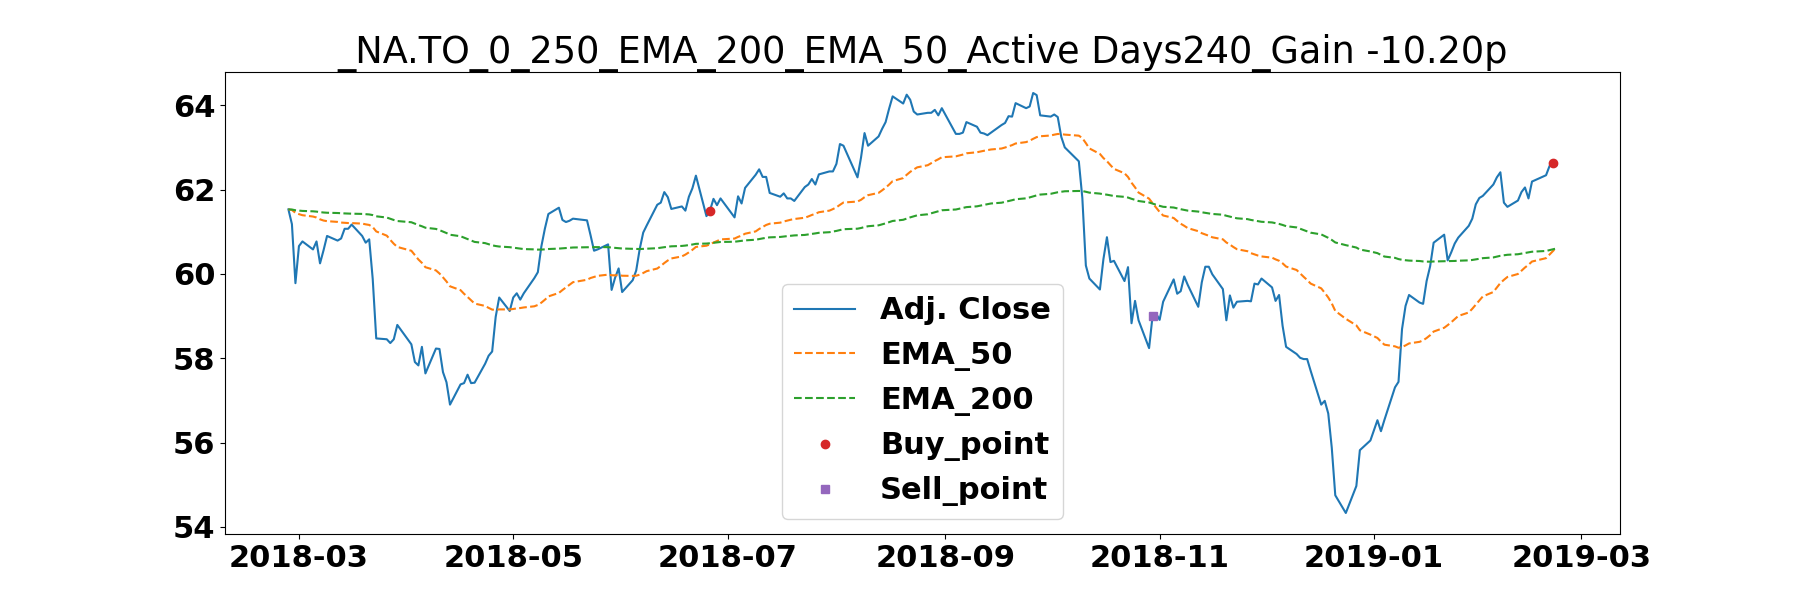 _NA.TO_0_250_EMA_200_EMA_50_Active Days240_Gain -10.20p
64
62
60
58
56
54
Adj. Close
EMA_50
EMA_200
Buy_point
Sell_point
2018-03 2018-05 2018-07 2018-09 2018-11 2019-01 2019-03